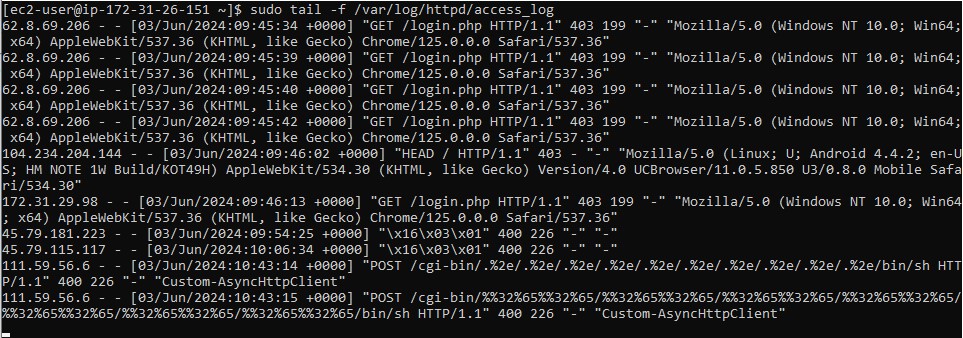 [ec2-user@ip-172-31-26-151 ~]$ sudo tail -f /var/log/httpd/access_log
62.8.69.206 - - [03/Jun/2024:09:45:34 +0000] "GET /login.php HTTP/1.1" 403 199 "-" "Mozilla/5.0 (Windows NT 10.0; Win64;
 x64) AppleWebKit/537.36 (KHTML, like Gecko) Chrome/125.0.0.0 Safari/537.36"
62.8.69.206 - - [03/Jun/2024:09:45:39 +0000] "GET /login.php HTTP/1.1" 403 199 "-" "Mozilla/5.0 (Windows NT 10.0; Win64;
 x64) AppleWebKit/537.36 (KHTML, like Gecko) Chrome/125.0.0.0 Safari/537.36"
62.8.69.206 - - [03/Jun/2024:09:45:40 +0000] "GET /login.php HTTP/1.1" 403 199 "-" "Mozilla/5.0 (Windows NT 10.0; Win64;
 x64) AppleWebKit/537.36 (KHTML, like Gecko) Chrome/125.0.0.0 Safari/537.36"
62.8.69.206 - - [03/Jun/2024:09:45:42 +0000] "GET /login.php HTTP/1.1" 403 199 "-" "Mozilla/5.0 (Windows NT 10.0; Win64;
 x64) AppleWebKit/537.36 (KHTML, like Gecko) Chrome/125.0.0.0 Safari/537.36"
104.234.204.144 - - [03/Jun/2024:09:46:02 +0000] "HEAD / HTTP/1.1" 403 - "-" "Mozilla/5.0 (Linux; U; Android 4.4.2; en-U
S; HM NOTE 1W Build/KOT49H) AppleWebKit/534.30 (KHTML, like Gecko) Version/4.0 UCBrowser/11.0.5.850 U3/0.8.0 Mobile Safa
ri/534.30"
172.31.29.98 - - [03/Jun/2024:09:46:13 +0000] "GET /login.php HTTP/1.1" 403 199 "-" "Mozilla/5.0 (Windows NT 10.0; Win64
; x64) AppleWebKit/537.36 (KHTML, like Gecko) Chrome/125.0.0.0 Safari/537.36"
45.79.181.223 - - [03/Jun/2024:09:54:25 +0000] "\x16\x03\x01" 400 226 "-" "-"
45.79.115.117 - - [03/Jun/2024:10:06:34 +0000] "\x16\x03\x01" 400 226 "-" "-"
111.59.56.6 - - [03/Jun/2024:10:43:14 +0000] "POST /cgi-bin/.%2e/.%2e/.%2e/.%2e/.%2e/.%2e/.%2e/.%2e/.%2e/.%2e/bin/sh HTT
P/1.1" 400 226 "-" "Custom-AsyncHttpClient"
111.59.56.6 - - [03/Jun/2024:10:43:15 +0000] "POST /cgi-bin/%%32%65%%32%65/%%32%65%%32%65/%%32%65%%32%65/%%32%65%%32%65/
%%32%65%%32%65/%%32%65%%32%65/%%32%65%%32%65/bin/sh HTTP/1.1" 400 226 "-" "Custom-AsyncHttpClient"